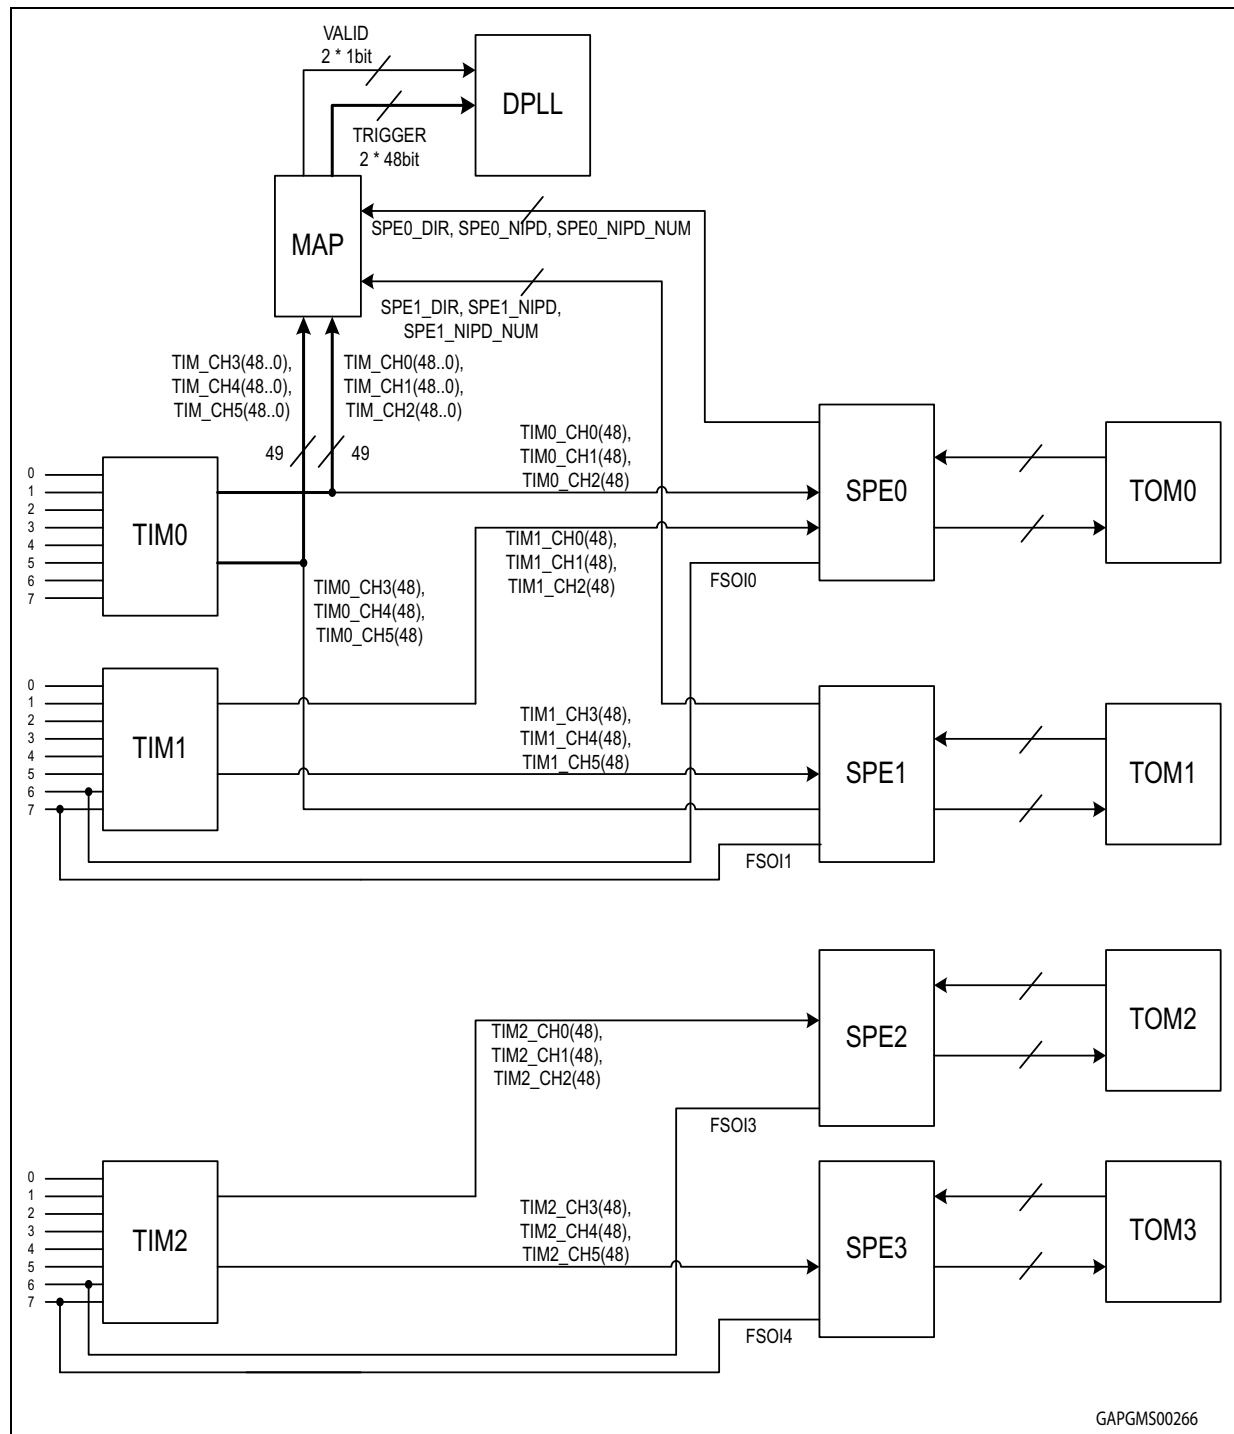 VALID
2 * 1bit
DPLL
TRIGGER
2 * 48bit
MAP
SPE0_DIR, SPE0_NIPD, SPE0_NIPD_NUM
SPE1_DIR, SPE1_NIPD,
SPE1_NIPD_NUM
TIM_CH3(48..0),
TIM_CH4(48..0),
TIM_CH5(48..0)
TIM_CH0(48..0),
TIM_CH1(48..0),
TIM_CH2(48..0)
49
49
TIM0_CH0(48),
TIM0_CH1(48),
TIM0_CH2(48)
0
1
2
3
4
5
6
7
TIM0
SPE0
TOM0
TIM1_CH0(48),
TIM1_CH1(48),
TIM1_CH2(48)
FSOI0
TIM0_CH3(48),
TIM0_CH4(48),
TIM0_CH5(48)
0
1
2
3
4
5
6
7
TIM1
TIM1_CH3(48),
TIM1_CH4(48),
TIM1_CH5(48)
SPE1
TOM1
FSOI1
SPE2
TOM2
TIM2_CH0(48),
TIM2_CH1(48),
TIM2_CH2(48)
FSOI3
0
1
2
3
4
5
6
7
TIM2
TIM2_CH3(48),
TIM2_CH4(48),
TIM2_CH5(48)
SPE3
TOM3
FSOI4
GAPGMS00266